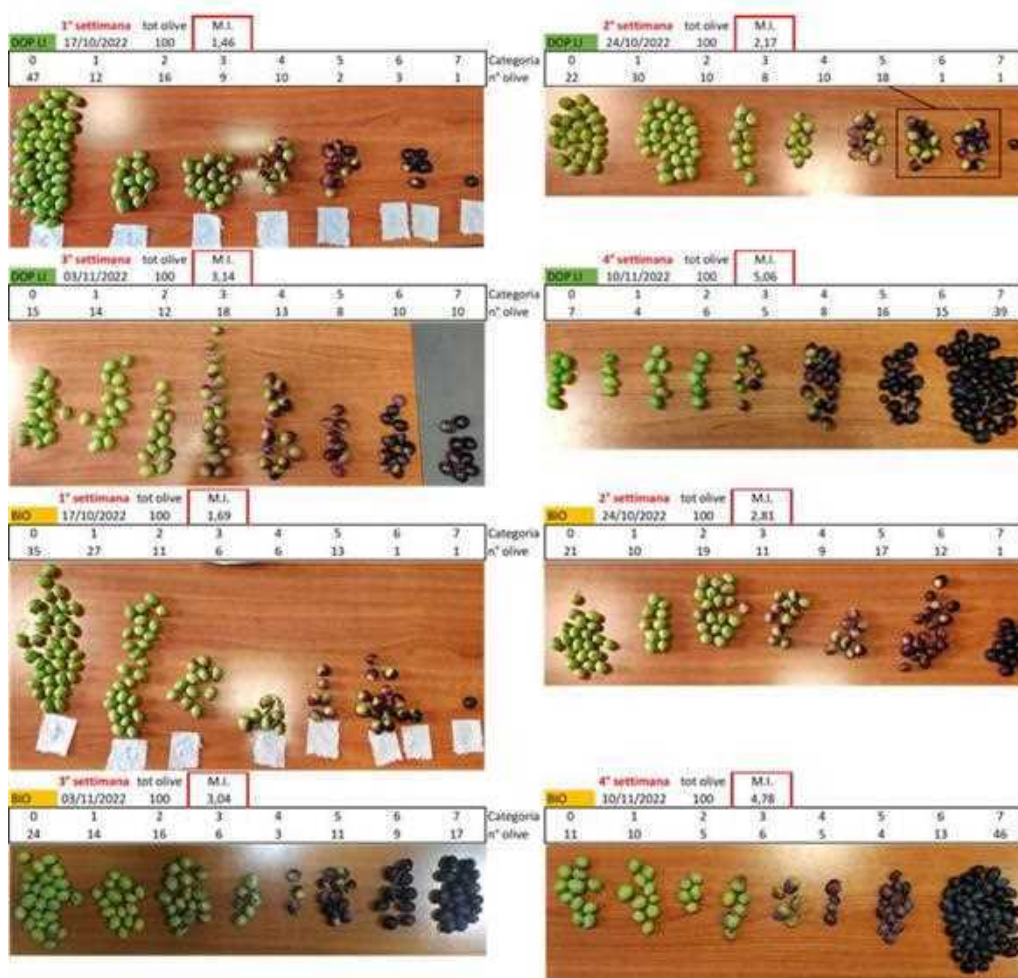 1° settimana tot olive M.I.
DOP LI 17/10/2022 100 1,46
0 1 2 3 4 5 6 7 Categoria
47 12 16 9 10 2 3 1 n° olive
2° settimana tot olive M.I.
DOP LI 24/10/2022 100 2,17
0 1 2 3 4 5 6 7
22 30 10 8 10 18 1 1
3° settimana tot olive M.I.
DOP LI 03/11/2022 100 3,14
0 1 2 3 4 5 6 7 Categoria
15 14 12 18 13 8 10 10 n° olive
4° settimana tot olive M.I.
DOP LI 10/11/2022 100 5,06
0 1 2 3 4 5 6 7
7 4 6 5 8 16 15 39
1° settimana tot olive M.I.
BIO 17/10/2022 100 1,69
0 1 2 3 4 5 6 7 Categoria
35 27 11 6 6 13 1 1 n° olive
2° settimana tot olive M.I.
BIO 24/10/2022 100 2,81
0 1 2 3 4 5 6 7
21 10 19 11 9 17 12 1
3° settimana tot olive M.I.
BIO 03/11/2022 100 3,04
0 1 2 3 4 5 6 7 Categoria
24 14 16 6 3 11 9 17 n° olive
4° settimana tot olive M.I.
BIO 10/11/2022 100 4,78
0 1 2 3 4 5 6 7
11 10 5 6 5 4 13 46